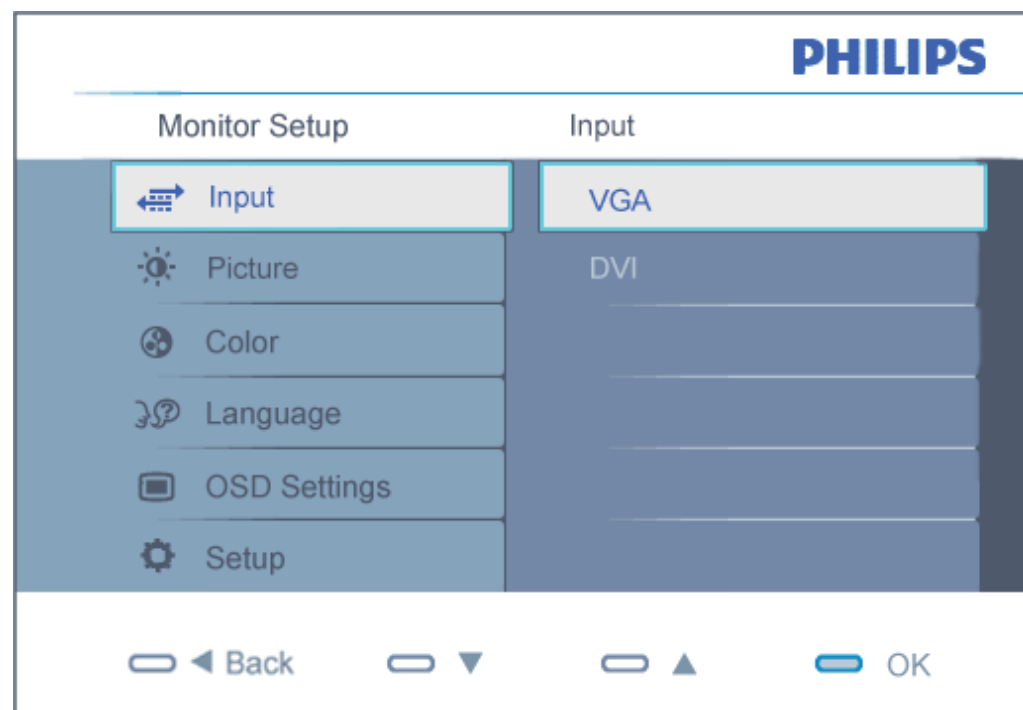 PHILIPS
Monitor Setup Input
Input VGA
Picture DVI
Color
Language
OSD Settings
Setup
Back OK